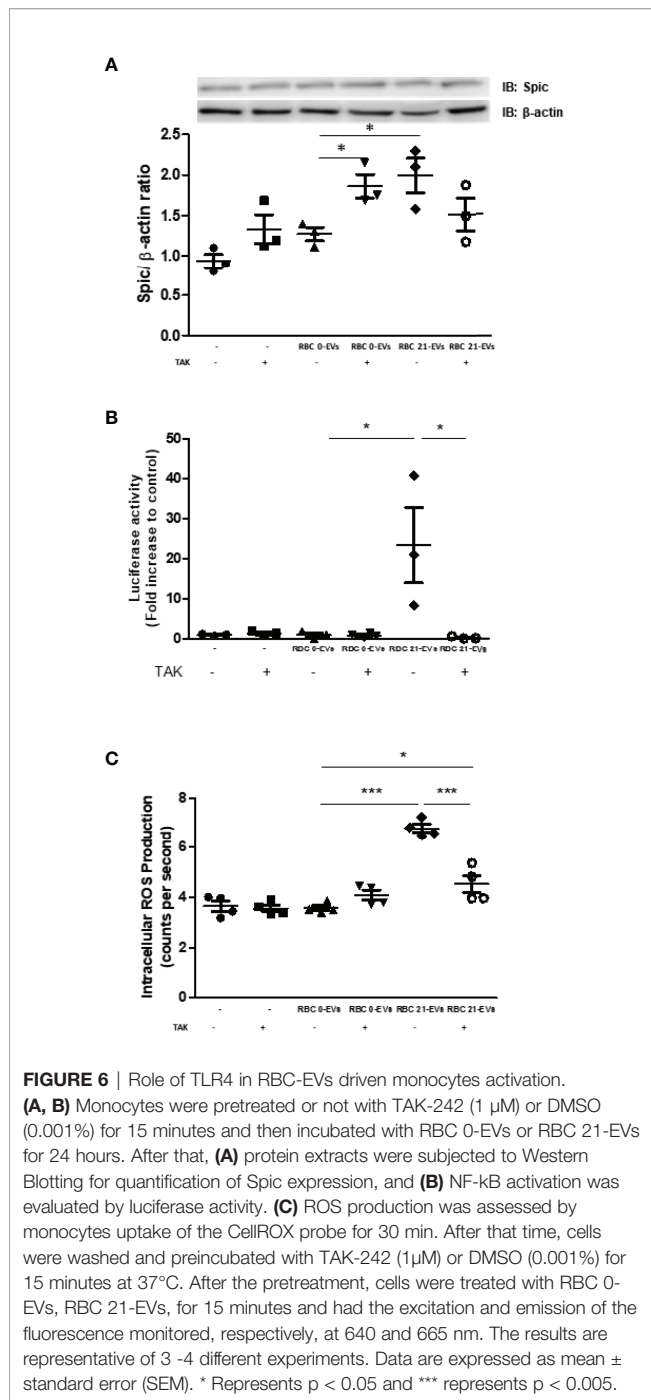 A
IB: Spic
IB: β-actin
* 
*
Spic/ β-actin ratio
2.5
2.0
1.5
1.0
0.5
0.0
- - RBC 0-EVs RBC 0-EVs RBC 21-EVs RBC 21-EVs
TAK - + - + - +
B
* *
Luciferase activity
(Fold increase to control)
50
40
30
20
10
0
- - RDC 0-EVs RDC 0-EVs RDC 21-EVs RDC 21-EVs
TAK - + - + - +
C
*
*** ***
Intracellular ROS Production
(counts per second)
8
6
4
2
0
- - RBC 0-EVs RBC 0-EVs RBC 21-EVs RBC 21-EVs
TAK - + - + - +
FIGURE 6 | Role of TLR4 in RBC-EVs driven monocytes activation.
(A, B) Monocytes were pretreated or not with TAK-242 (1 µM) or DMSO
(0.001%) for 15 minutes and then incubated with RBC 0-EVs or RBC 21-EVs
for 24 hours. After that, (A) protein extracts were subjected to Western
Blotting for quantification of Spic expression, and (B) NF-kB activation was
evaluated by luciferase activity. (C) ROS production was assessed by
monocytes uptake of the CellROX probe for 30 min. After that time, cells
were washed and preincubated with TAK-242 (1µM) or DMSO (0.001%) for
15 minutes at 37°C. After the pretreatment, cells were treated with RBC 0-
EVs, RBC 21-EVs, for 15 minutes and had the excitation and emission of the
fluorescence monitored, respectively, at 640 and 665 nm. The results are
representative of 3 -4 different experiments. Data are expressed as mean ±
standard error (SEM). * Represents p < 0.05 and *** represents p < 0.005.